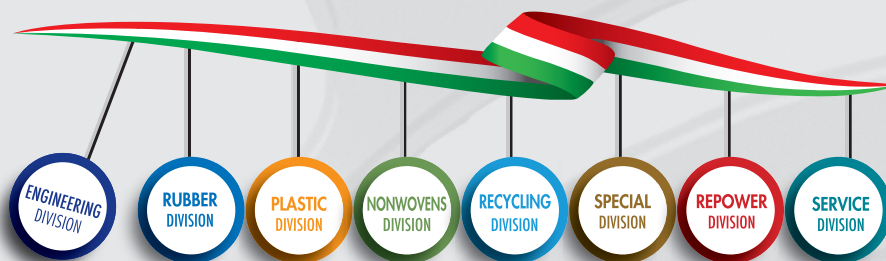 ENGINEERING
DIVISION
RUBBER
DIVISION
PLASTIC
DIVISION
NONWOVENS
DIVISION
RECYCLING
DIVISION
SPECIAL
DIVISION
REPOWER
DIVISION
SERVICE
DIVISION